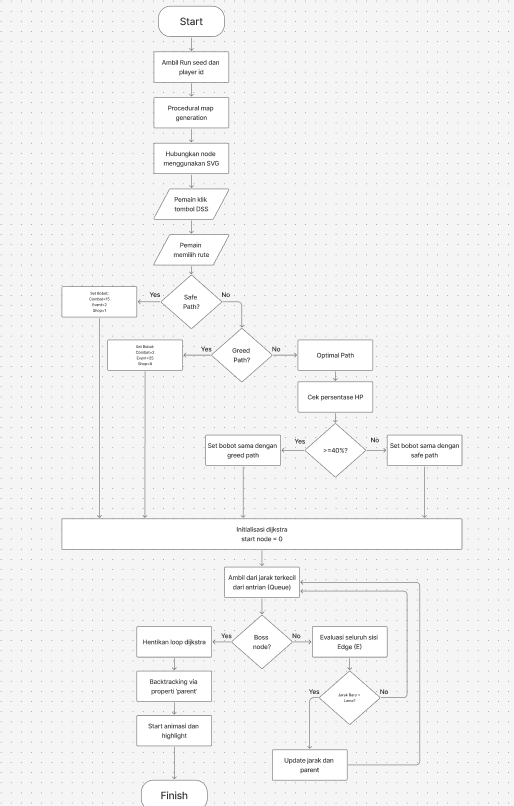 Start
Ambil Run seed dan
player id
Procedural map
generation
Hubungkan node
menggunakan SVG
Pemain klik
tombol DSS
Pemain
memilih rute
Safe
Path?
Yes
No
Set Bobot:
Combat=15
Event=2
Shop=1
Greed
Path?
Yes
No
Set Bobot:
Combat=2
Shop=4
Optimal Path
Cek persentase HP
>=40%?
Yes
No
Set bobot sama dengan
greed path
Set bobot sama dengan
safe path
Initialisasi dijkstra
start node = 0
Ambil dari jarak terkecil
dari antrian (Queue)
Boss
node?
Yes
No
Hentikan loop dijkstra
Evaluasi seluruh sisi
Edge (E)
Backtracking via
properti 'parent'
Jarak Baru <
Lama?
Yes
No
Start animasi dan
highlight
Update jarak dan
parent
Finish